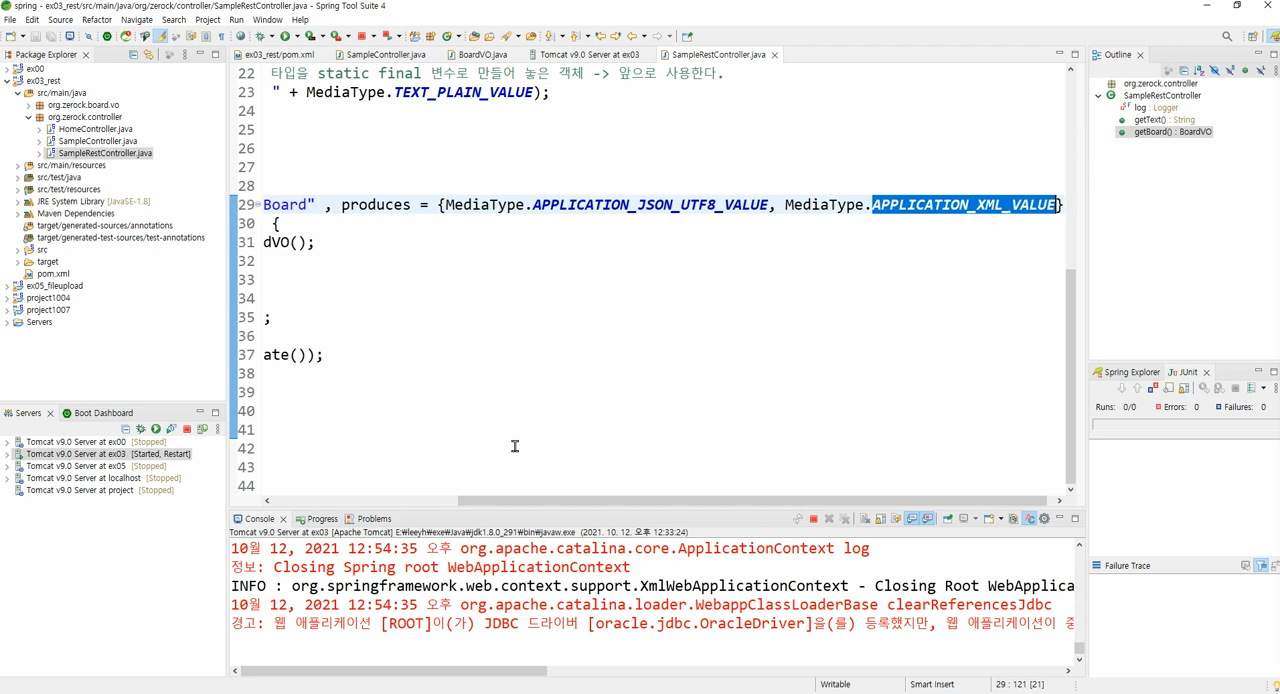 spring - ex03_rest/src/main/java/org/zerock/controller/SampleRestController.java - Spring Tool Suite 4
File Edit Source Refactor Navigate Search Project Run Window Help
Package Explorer
ex00
ex03_rest
src/main/java
org.zerock.board.vo
org.zerock.controller
HomeController.java
SampleController.java
SampleRestController.java
src/main/resources
src/test/java
src/test/resources
JRE System Library [JavaSE-1.8]
Maven Dependencies
target/generated-sources/annotations
target/generated-test-sources/test-annotations
src
target
pom.xml
ex05_fileupload
project1004
project1007
Servers
Servers Boot Dashboard
Tomcat v9.0 Server at ex00 [Stopped]
Tomcat v9.0 Server at ex03 [Started, Restart]
Tomcat v9.0 Server at ex05 [Stopped]
Tomcat v9.0 Server at localhost [Stopped]
Tomcat v9.0 Server at project [Stopped]
ex03_rest/pom.xml SampleController.java BoardVO.java Tomcat v9.0 Server at ex03 SampleRestController.java
22 타입을 static final 변수로 만들어 놓은 객체 -> 앞으로 사용한다.
23 " + MediaType.TEXT_PLAIN_VALUE);
24
25
26
27
28
29 Board" , produces = {MediaType.APPLICATION_JSON_UTF8_VALUE, MediaType.APPLICATION_XML_VALUE}
30 {
31 dVO();
32
33
34
35 ;
36
37 ate());
38
39
40
41
42
43
44
Console Progress Problems
Tomcat v9.0 Server at ex03 [Apache Tomcat] E:\leeyh\exe\Java\jdk1.8.0_291\bin\javaw.exe (2021. 10. 12. 오후 12:33:24)
10월 12, 2021 12:54:35 오후 org.apache.catalina.core.ApplicationContext log
정보: Closing Spring root WebApplicationContext
INFO : org.springframework.web.context.support.XmlWebApplicationContext - Closing Root WebApplica
10월 12, 2021 12:54:35 오후 org.apache.catalina.loader.WebappClassLoaderBase clearReferencesJdbc
경고: 웹 애플리케이션 [ROOT]이(가) JDBC 드라이버 [oracle.jdbc.OracleDriver]을(를) 등록했지만, 웹 애플리케이션이 중
Outline
org.zerock.controller
SampleRestController
log : Logger
getText() : String
getBoard() : BoardVO
Spring Explorer JUnit
Runs: 0/0 Errors: 0 Failures: 0
Failure Trace
Writable Smart Insert 29 : 121 [21]